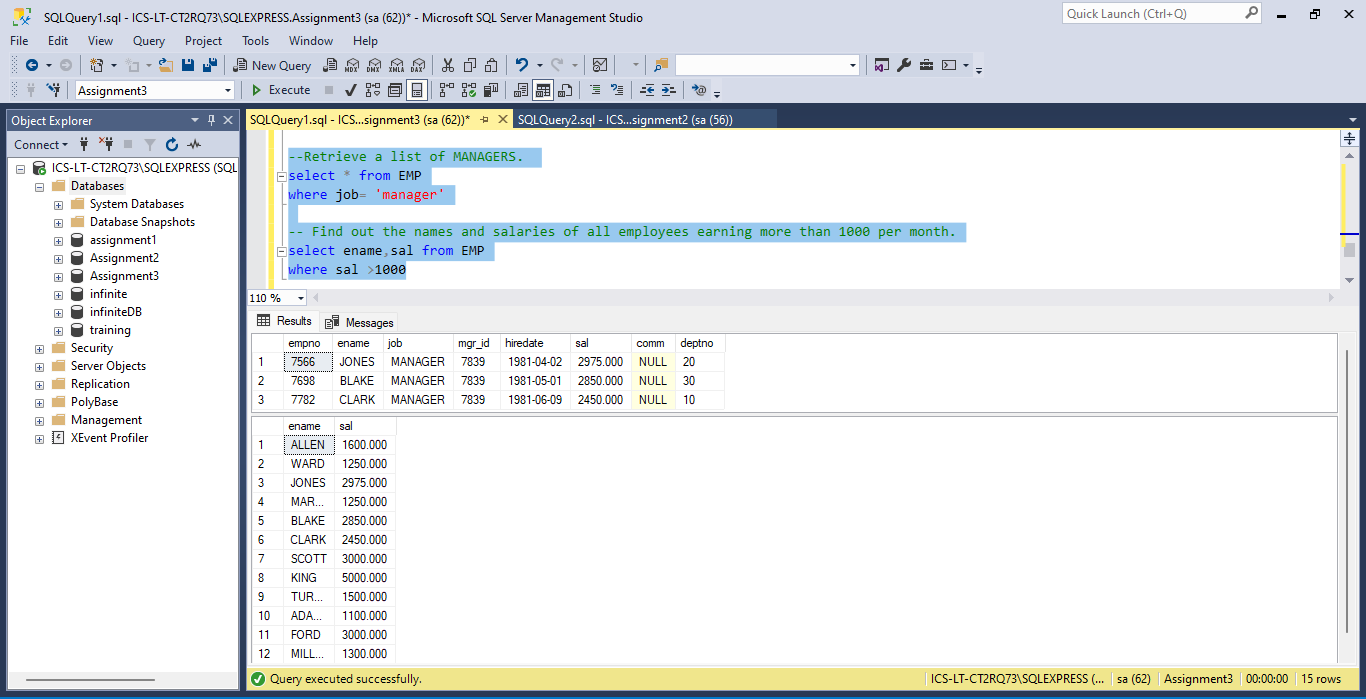 SQLQuery1.sql - ICS-LT-CT2RQ73\SQLEXPRESS.Assignment3 (sa (62))* - Microsoft SQL Server Management Studio
Quick Launch (Ctrl+Q)
File Edit View Query Project Tools Window Help
New Query MDX DMX XMLA DAX
Assignment3 Execute
Object Explorer
SQLQuery1.sql - ICS...signment3 (sa (62))* SQLQuery2.sql - ICS...signment2 (sa (56))
Connect
ICS-LT-CT2RQ73\SQLEXPRESS (SQL
Databases
System Databases
Database Snapshots
assignment1
Assignment2
Assignment3
infinite
infiniteDB
training
Security
Server Objects
Replication
PolyBase
Management
XEvent Profiler
--Retrieve a list of MANAGERS.
select * from EMP
where job= 'manager'
-- Find out the names and salaries of all employees earning more than 1000 per month.
select ename,sal from EMP
where sal >1000
110 %
Results Messages
empno ename job mgr_id hiredate sal comm deptno
1 7566 JONES MANAGER 7839 1981-04-02 2975.000 NULL 20
2 7698 BLAKE MANAGER 7839 1981-05-01 2850.000 NULL 30
3 7782 CLARK MANAGER 7839 1981-06-09 2450.000 NULL 10
ename sal
1 ALLEN 1600.000
2 WARD 1250.000
3 JONES 2975.000
4 MAR... 1250.000
5 BLAKE 2850.000
6 CLARK 2450.000
7 SCOTT 3000.000
8 KING 5000.000
9 TUR... 1500.000
10 ADA... 1100.000
11 FORD 3000.000
12 MILL... 1300.000
Query executed successfully. ICS-LT-CT2RQ73\SQLEXPRESS (... sa (62) Assignment3 00:00:00 15 rows